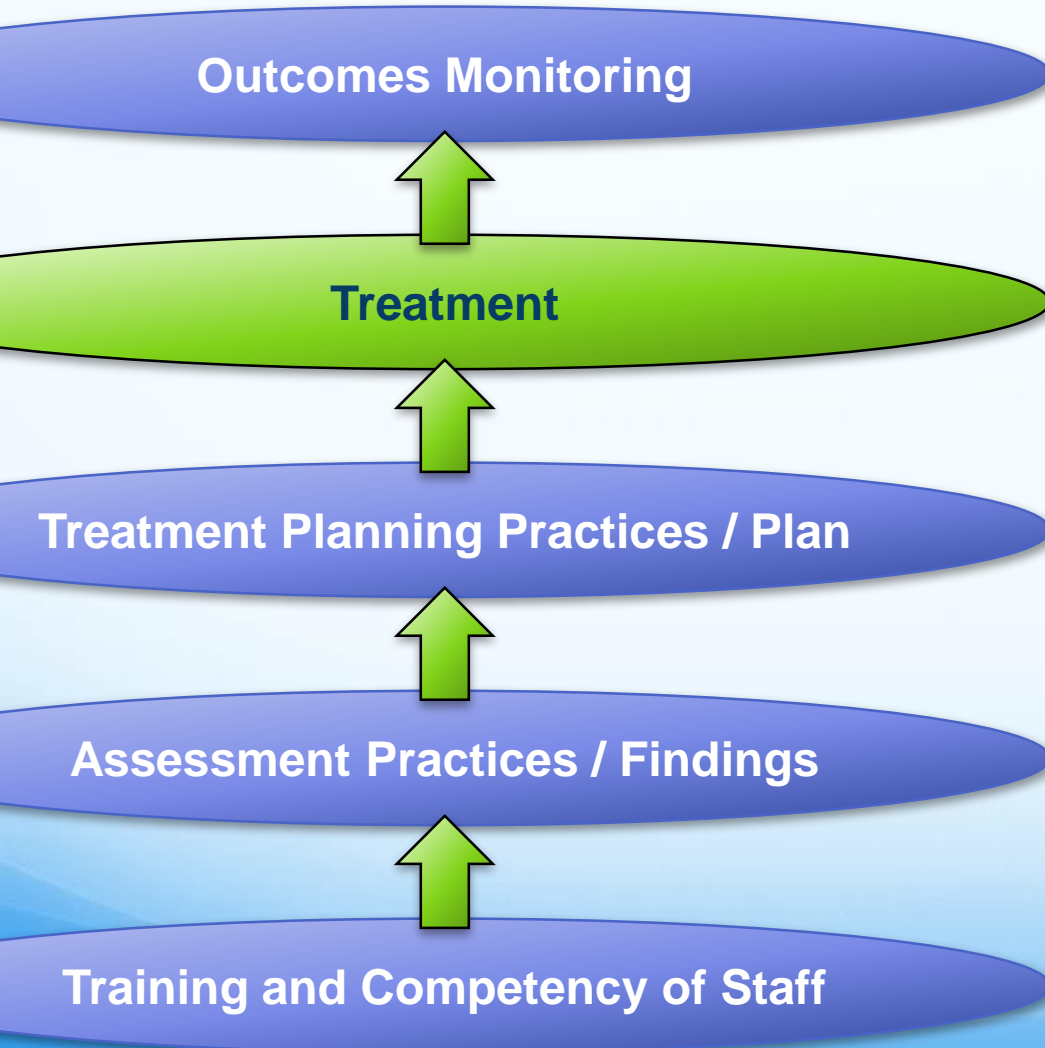 Outcomes Monitoring
Treatment
Treatment Planning Practices / Plan
Assessment Practices / Findings
Training and Competency of Staff